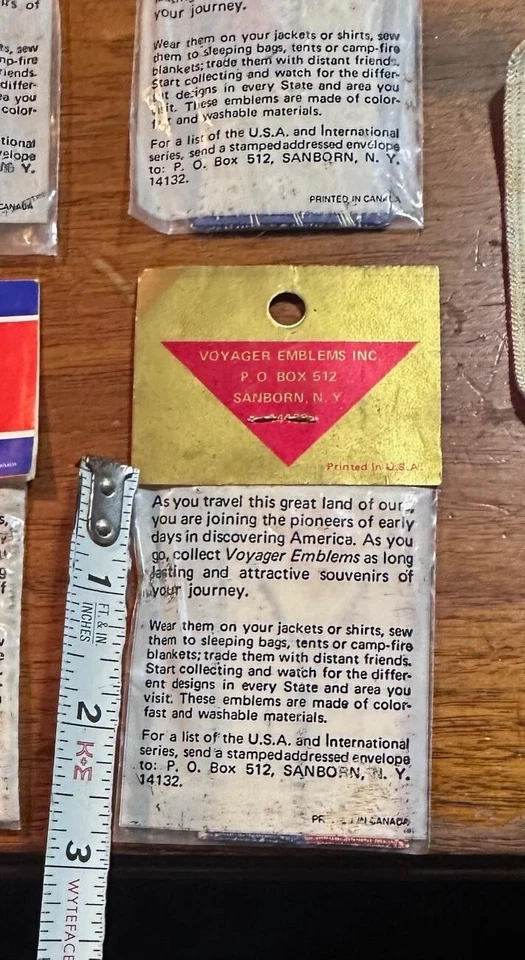 your journey.
Wear them on your jackets or shirts, sew
them to sleeping bags, tents or camp-fire
blankets; trade them with distant friends.
Start collecting and watch for the differ-
ent designs in every State and area you
visit. These emblems are made of color-
fast and washable materials.
For a list of the U.S.A. and International
series, send a stamped addressed envelope
to: P. O. Box 512, SANBORN, N. Y.
14132.
PRINTED IN CANADA
VOYAGER EMBLEMS INC.
P. O. BOX 512
SANBORN, N. Y.
Printed in U.S.A.
As you travel this great land of ours,
you are joining the pioneers of early
days in discovering America. As you
go, collect Voyager Emblems as long
lasting and attractive souvenirs of
your journey.
Wear them on your jackets or shirts, sew
them to sleeping bags, tents or camp-fire
blankets; trade them with distant friends.
Start collecting and watch for the differ-
ent designs in every State and area you
visit. These emblems are made of color-
fast and washable materials.
For a list of the U.S.A. and International
series, send a stamped addressed envelope
to: P. O. Box 512, SANBORN, N. Y.
14132.
IN CANADA
1
FT & IN
INCHES
2
K+E
3
WYTEFACE